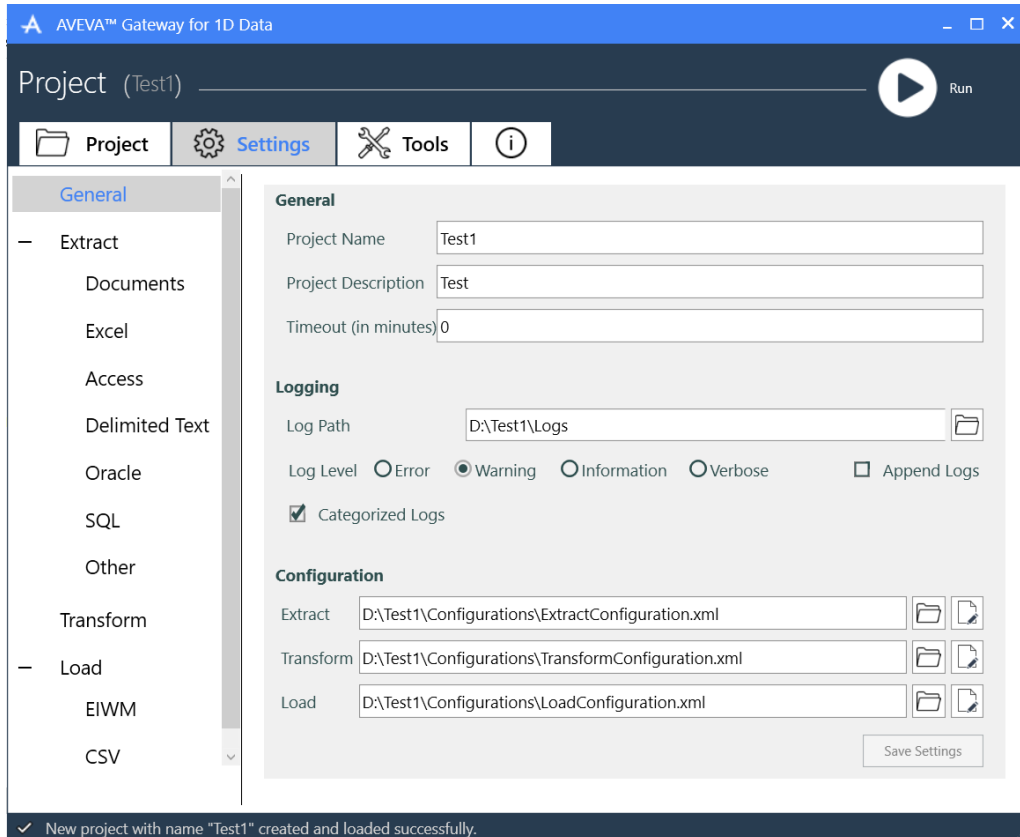 AVEVA™ Gateway for 1D Data
Project (Test1)
Run
Project
Settings
Tools
General
Extract
Documents
Excel
Access
Delimited Text
Oracle
SQL
Other
Transform
Load
EIWM
CSV
General
Project Name Test1
Project Description Test
Timeout (in minutes) 0
Logging
Log Path D:\Test1\Logs
Log Level Error Warning Information Verbose Append Logs
Categorized Logs
Configuration
Extract D:\Test1\Configurations\ExtractConfiguration.xml
Transform D:\Test1\Configurations\TransformConfiguration.xml
Load D:\Test1\Configurations\LoadConfiguration.xml
Save Settings
New project with name "Test1" created and loaded successfully.